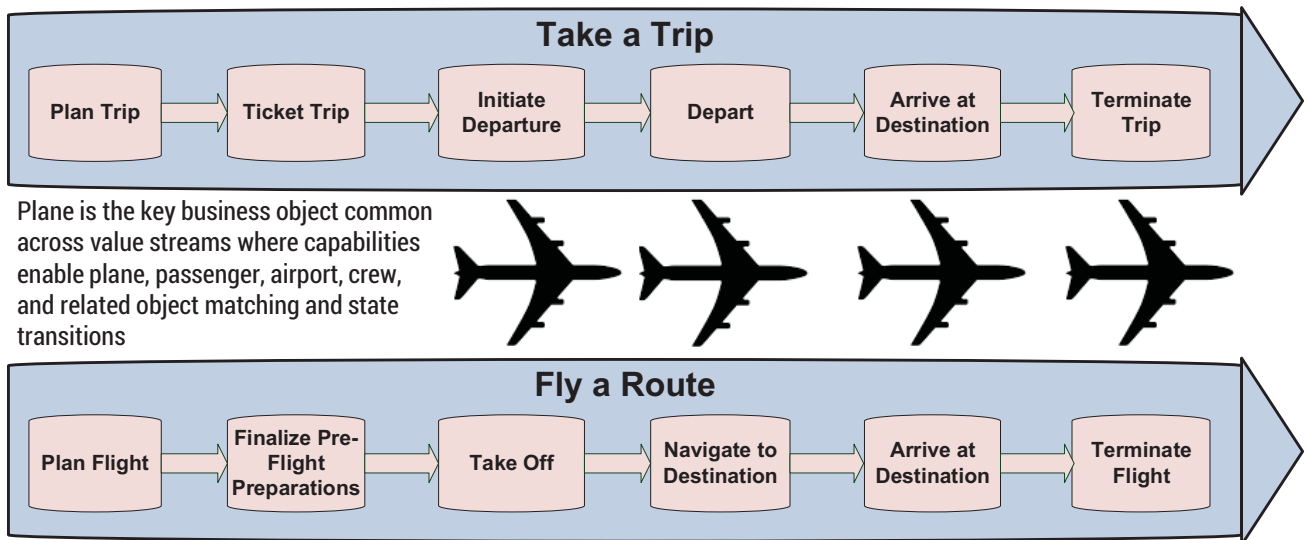 Take a Trip
Plan Trip
Ticket Trip
Initiate
Departure
Depart
Arrive at
Destination
Terminate
Trip
Plane is the key business object common
across value streams where capabilities
enable plane, passenger, airport, crew,
and related object matching and state
transitions
Fly a Route
Plan Flight
Finalize Pre-
Flight
Preparations
Take Off
Navigate to
Destination
Arrive at
Destination
Terminate
Flight